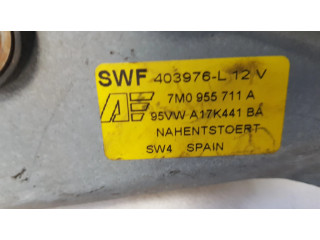 SWF 403976-L 12 V
7M0 955 711 A
95VW A17K441 BA
NAHENTSTOERT
SW4 SPAIN